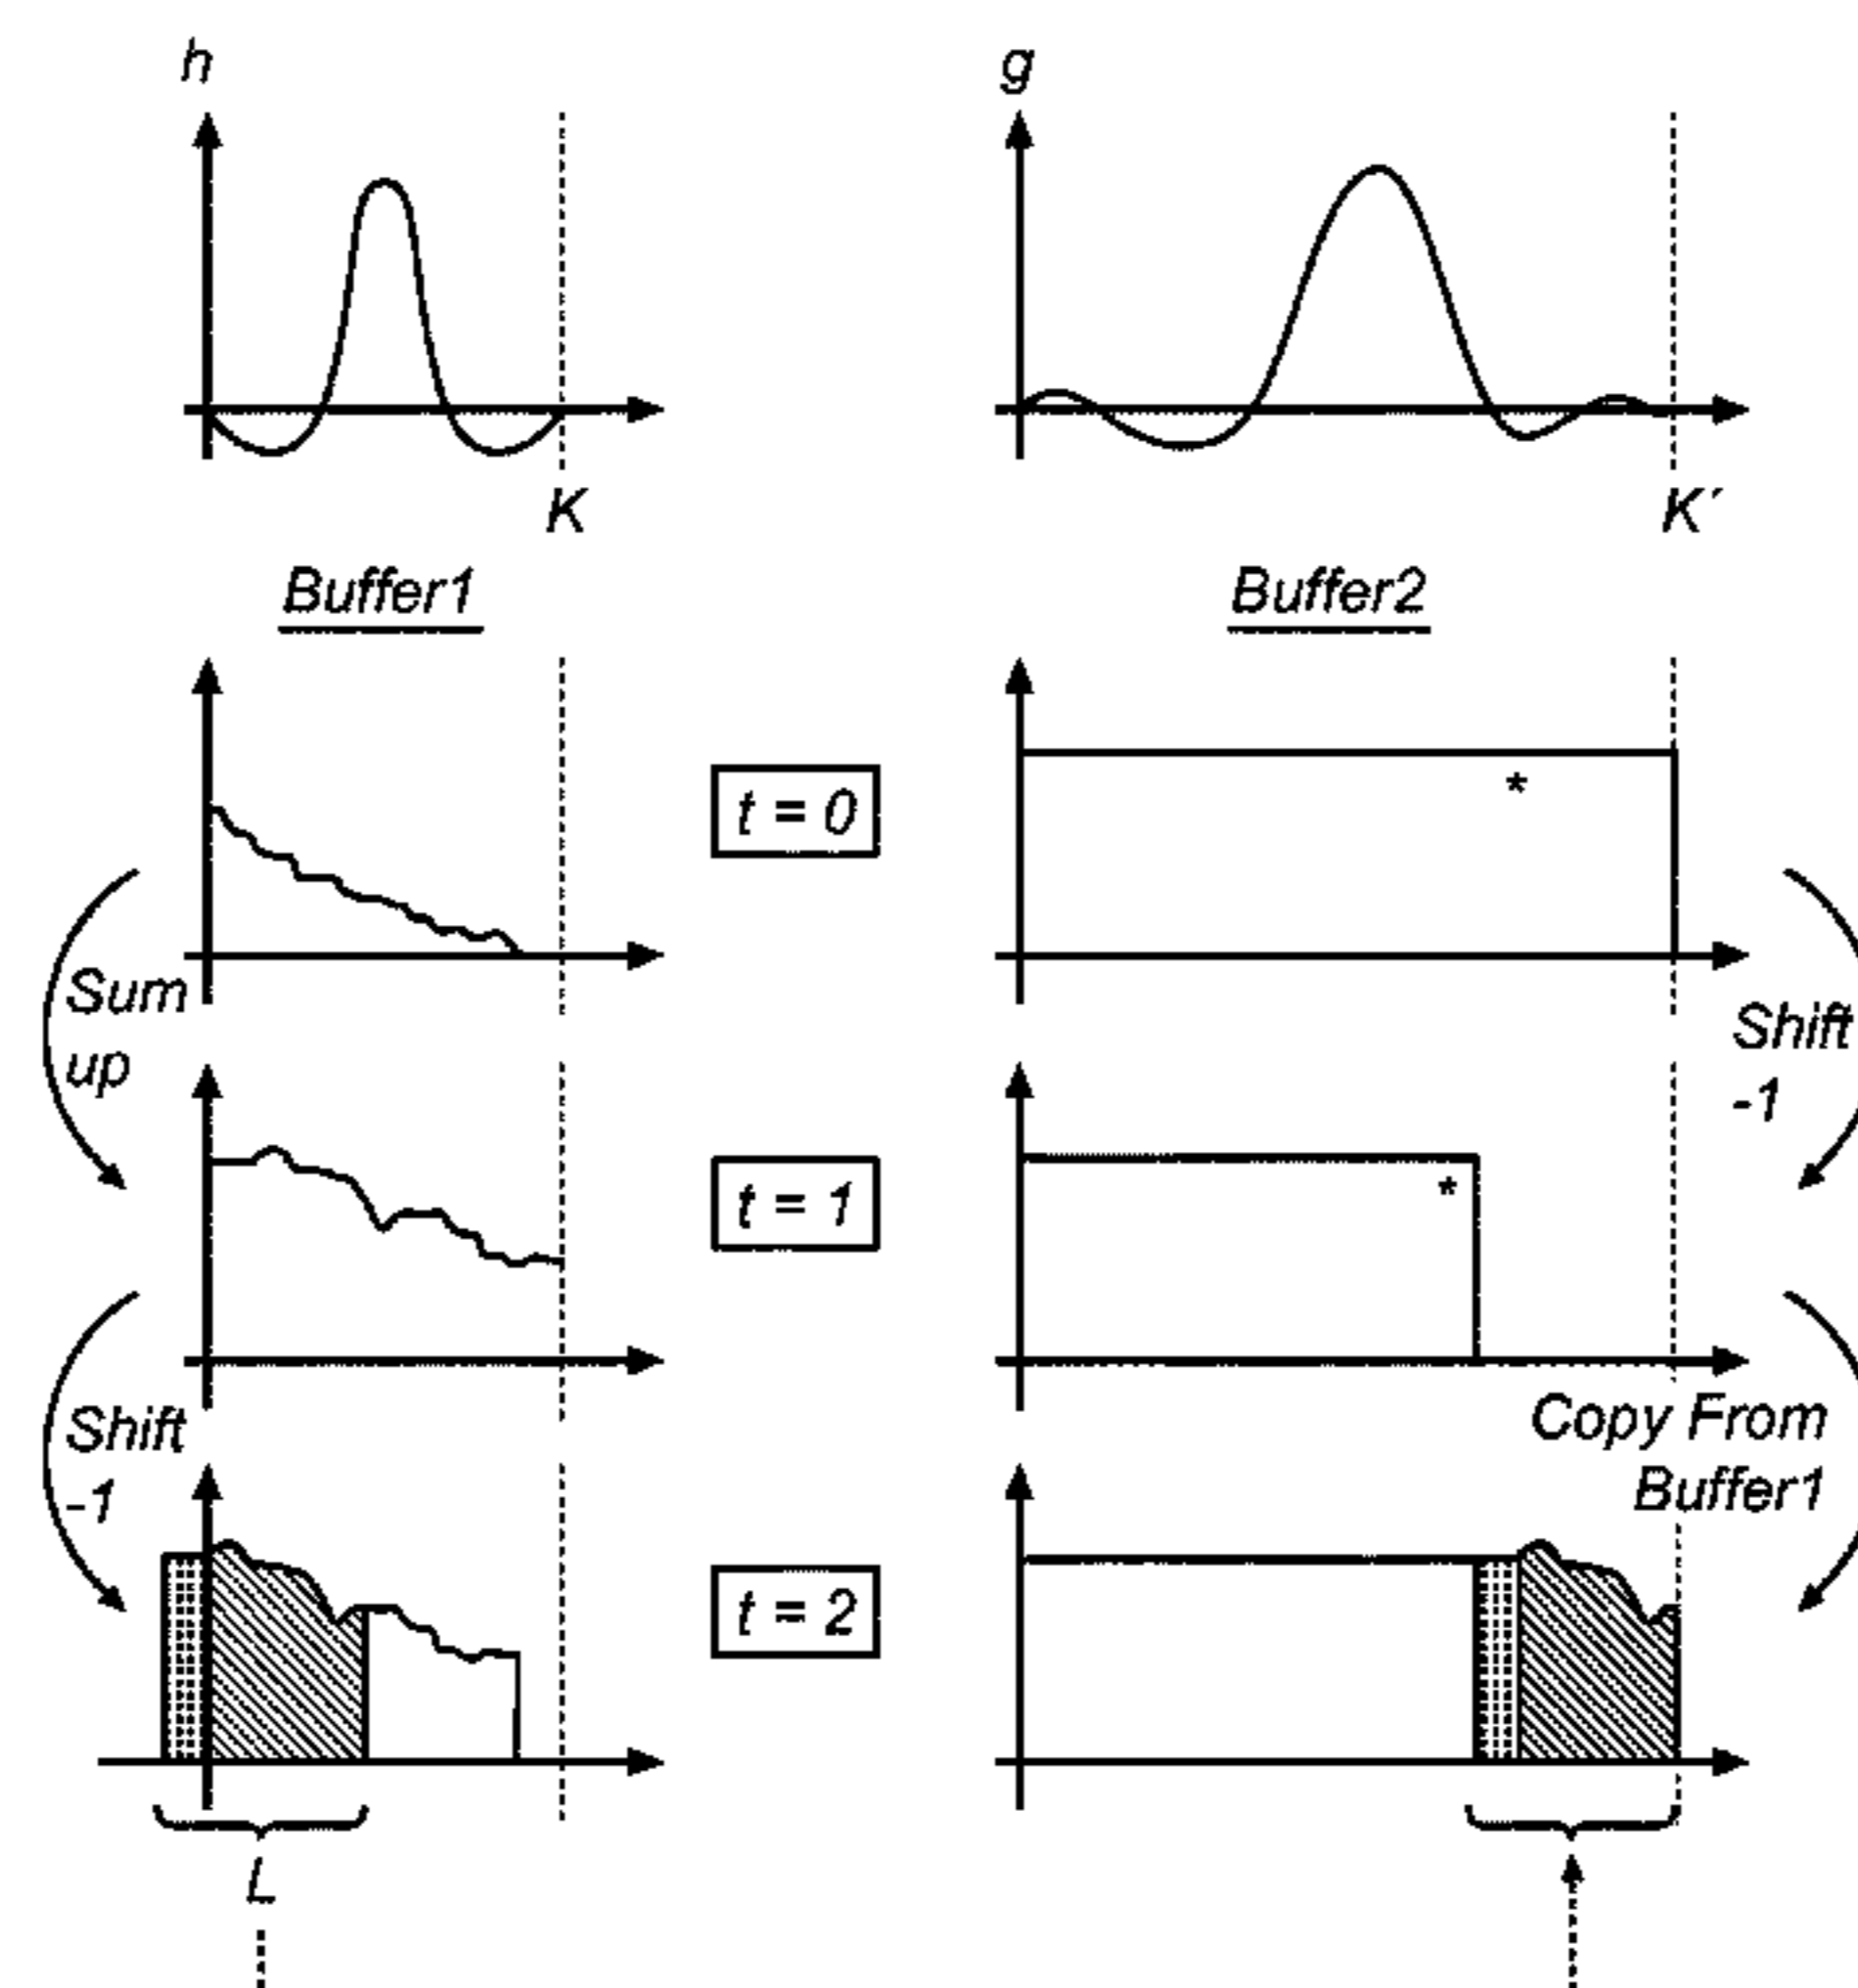 h
g
K
K´
Buffer1
Buffer2
t = 0
*
Sum
up
Shift
-1
t = 1
*
Shift
-1
Copy From
Buffer1
t = 2
L